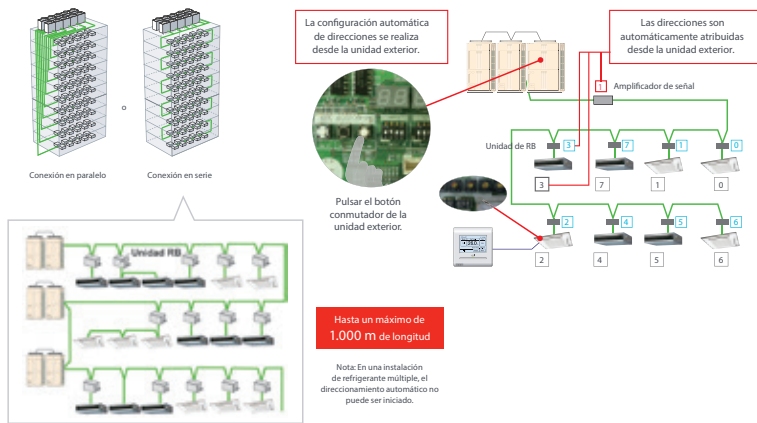 La configuración automática
de direcciones se realiza
desde la unidad exterior.
Las direcciones son
automáticamente atribuidas
desde la unidad exterior.
1
Amplificador de señal
o
Unidad de RB
3
7
1
0
3
7
1
0
Conexión en paralelo
Conexión en serie
Pulsar el botón
conmutador de la
unidad exterior.
2
4
5
6
2
4
5
6
Unidad RB
Hasta un máximo de
1.000 m de longitud
Nota: En una instalación
de refrigerante múltiple, el
direccionamiento automático no
puede ser iniciado.